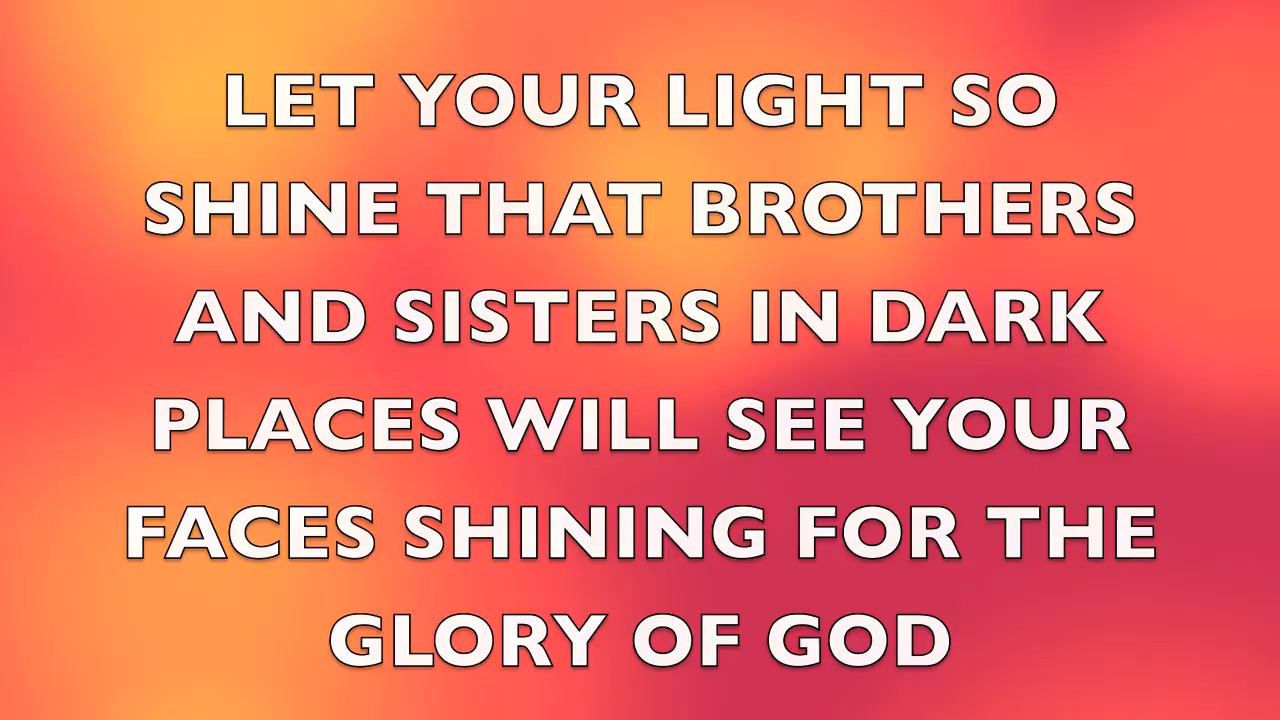 LET YOUR LIGHT SO
SHINE THAT BROTHERS
AND SISTERS IN DARK
PLACES WILL SEE YOUR
FACES SHINING FOR THE
GLORY OF GOD